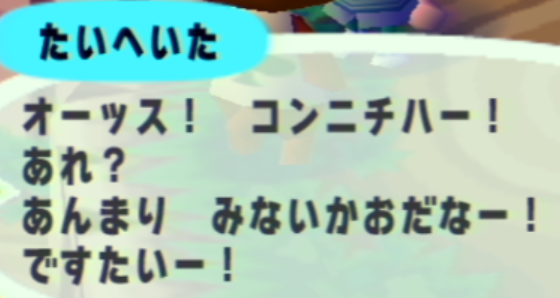 たいへいた
オーッス！　コンニチハー！
あれ？
あんまり　みないかおだなー！
ですたいー！